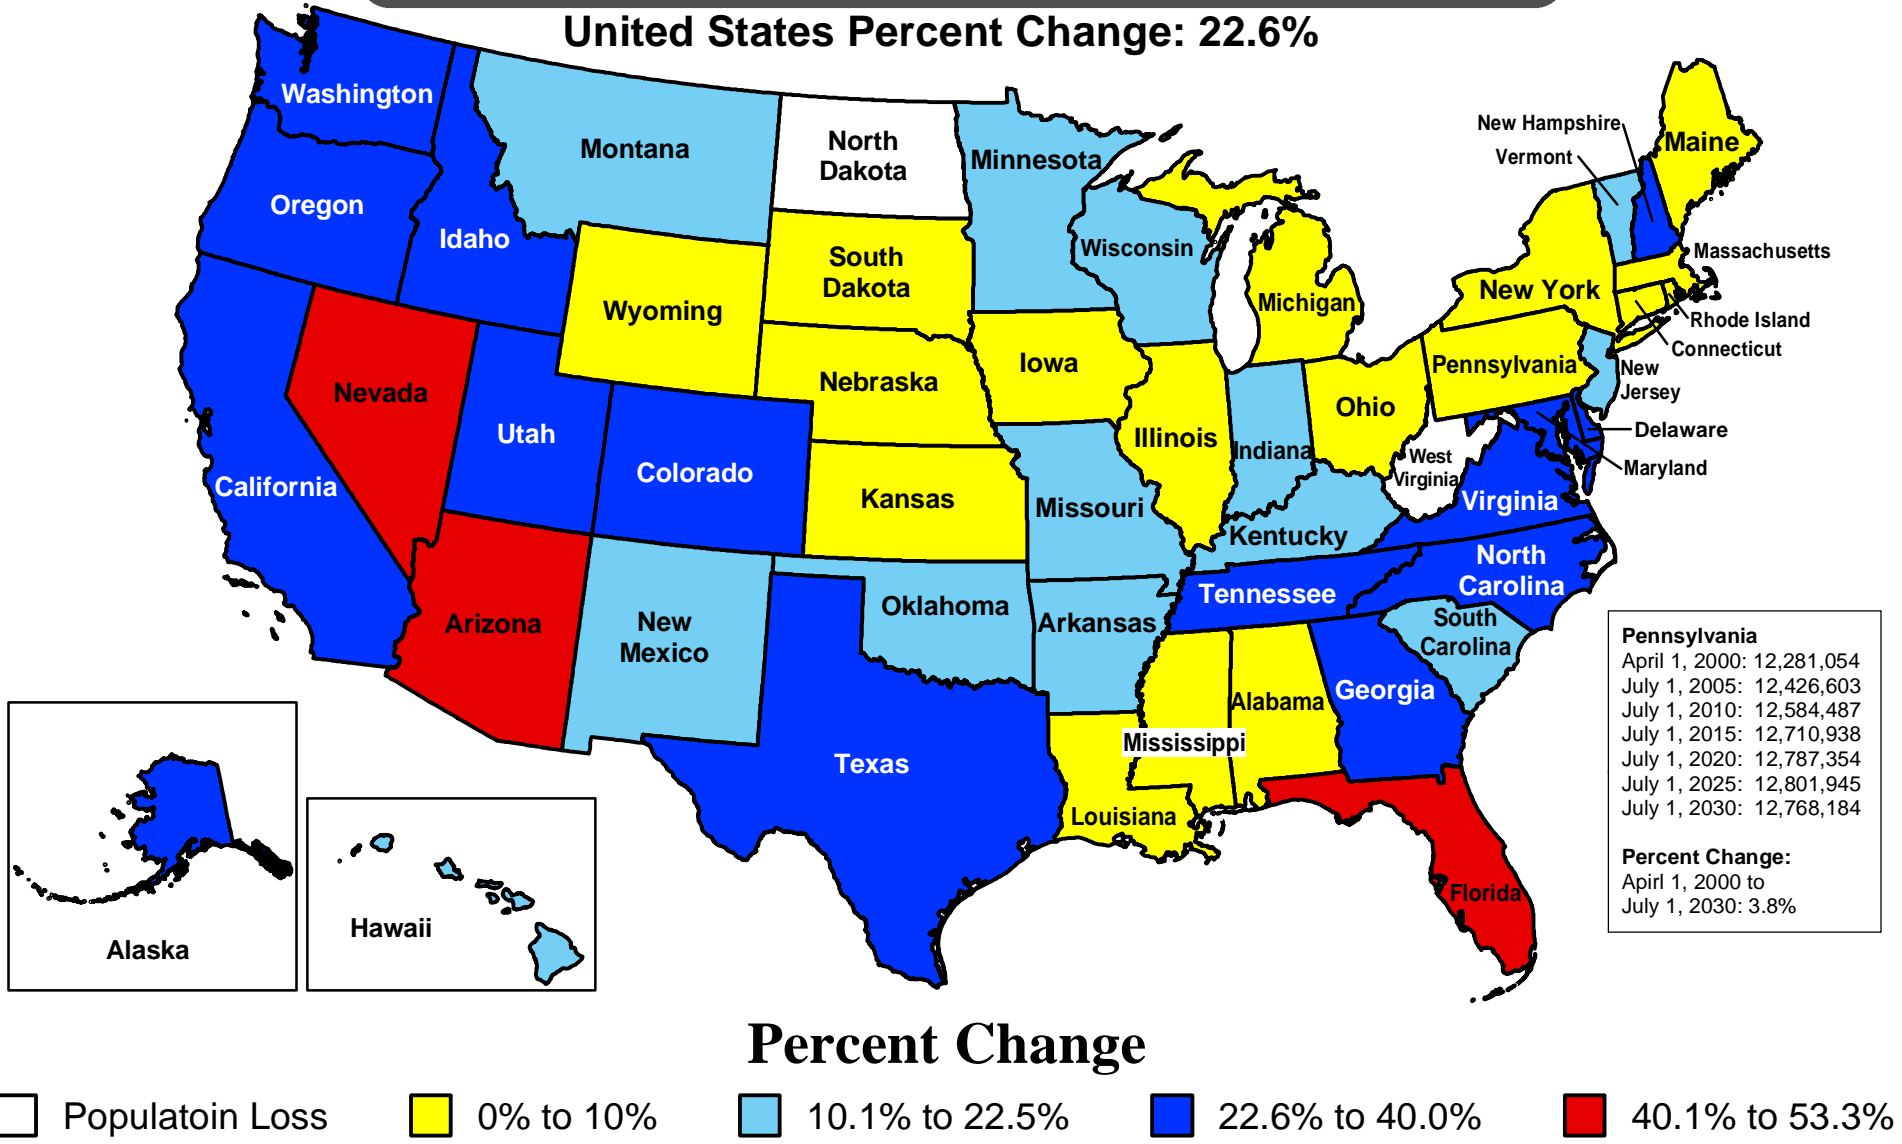 United States Percent Change: 22.6%
Washington
Montana
North
Dakota
Minnesota
New Hampshire
Vermont
Maine
Oregon
Idaho
Wisconsin
South
Dakota
Massachusetts
Wyoming
Michigan
New York
Rhode Island
Connecticut
Iowa
Pennsylvania
New
Jersey
Nevada
Nebraska
Ohio
Utah
Illinois
Indiana
Delaware
Colorado
West
Virginia
Maryland
California
Kansas
Missouri
Virginia
Kentucky
North
Carolina
Tennessee
Oklahoma
Arkansas
Arizona
New
Mexico
South
Carolina
Georgia
Alabama
Mississippi
Texas
Louisiana
Florida
Alaska
Hawaii
Pennsylvania
April 1, 2000: 12,281,054
July 1, 2005: 12,426,603
July 1, 2010: 12,584,487
July 1, 2015: 12,710,938
July 1, 2020: 12,787,354
July 1, 2025: 12,801,945
July 1, 2030: 12,768,184
Percent Change:
Apirl 1, 2000 to
July 1, 2030: 3.8%
Percent Change
Populatoin Loss
0% to 10%
10.1% to 22.5%
22.6% to 40.0%
40.1% to 53.3%